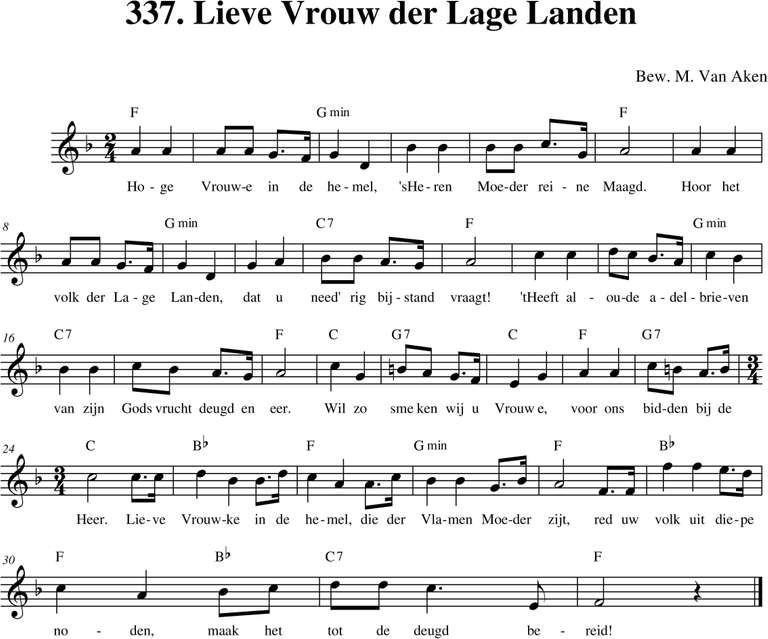 337. Lieve Vrouw der Lage Landen
Bew. M. Van Aken
F G min F
2 4
Ho - ge Vrouw-e in de he-mel, 'sHe-ren Moe-der rei - ne Maagd. Hoor het
8 G min C7 F G min
volk der La-ge Lan-den, dat u need' rig bij-stand vraagt! 'tHeeft al - ou-de a-del-brie-ven
16 C7 F C G7 C F G7
3 4
van zijn Gods vrucht deugd en eer. Wil zo sme ken wij u Vrouw e, voor ons bid-den bij de
24 C B♭ F G min F B♭
3 4
Heer. Lie-ve Vrouw-ke in de he-mel, die der Vla-men Moe-der zijt, red uw volk uit die-pe
30 F B♭ C7 F
no - den, maak het tot de deugd be - reid!